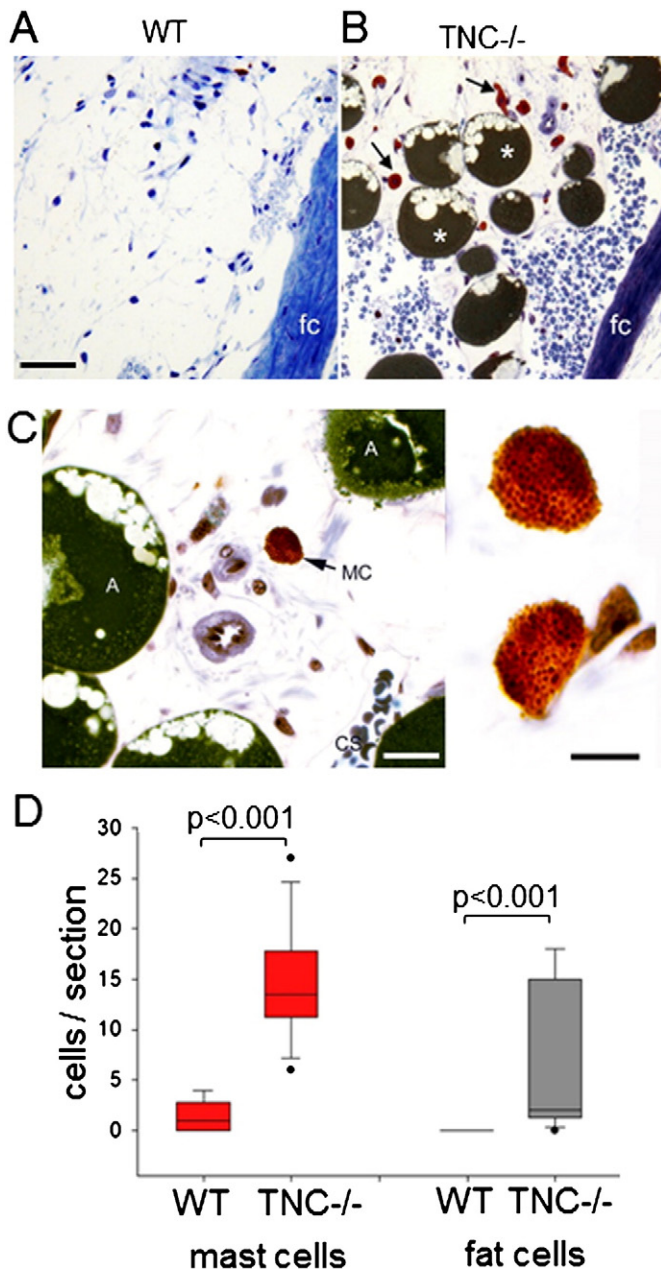 A WT
B TNC-/-
* *
fc fc
C
A A
MC
CS
D
p<0.001
p<0.001
cells / section
30
25
20
15
10
5
0
WT TNC-/- WT TNC-/-
mast cells fat cells